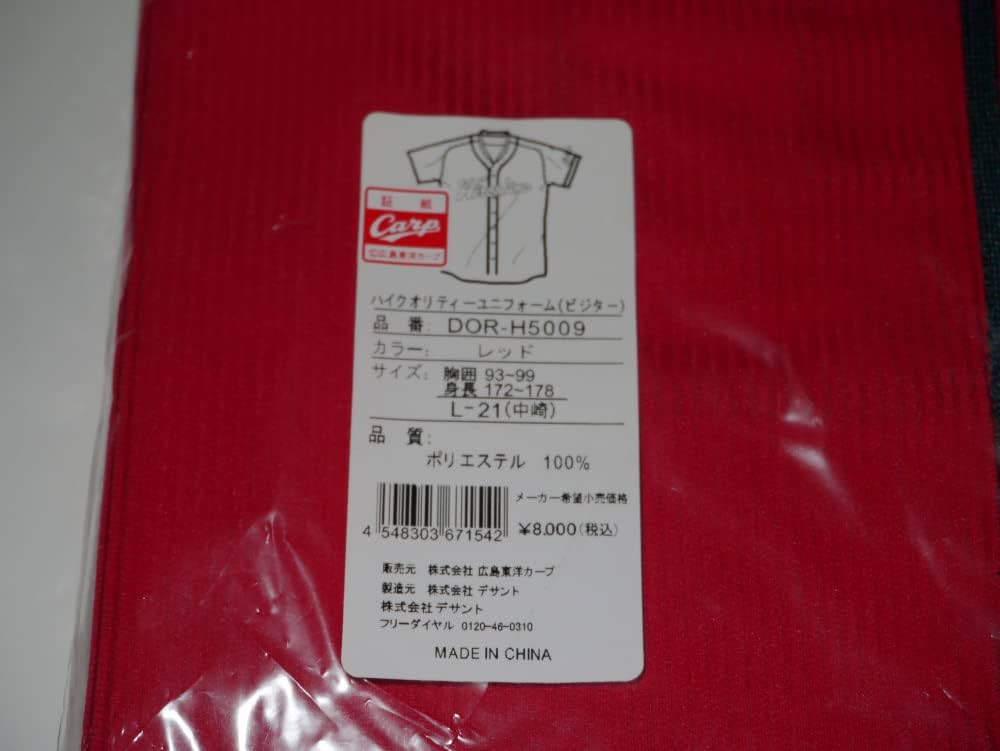 証 紙
Carp
©広島東洋カープ
ハイクオリティーユニフォーム(ビジター)
品 番: DOR-H5009
カラー: レッド
サイズ: 胸囲 93~99
身長 172~178
L-21(中崎)
品 質:
ポリエステル 100%
メーカー希望小売価格
¥8,000(税込)
4 548303 671542
販売元 株式会社 広島東洋カープ
製造元 株式会社 デサント
株式会社デサント
フリーダイヤル 0120-46-0310
MADE IN CHINA